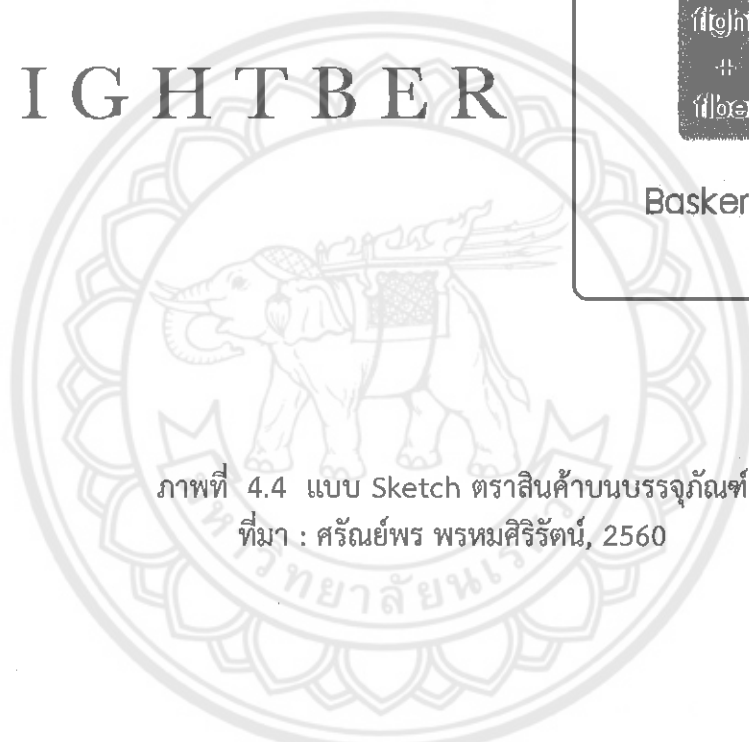 IGHTBER
fight
+
fiber
Basker
ภาพที่ 4.4 แบบ Sketch ตราสินค้าบนบรรจุภัณฑ์
ที่มา : ศรัณย์พร พรหมศิริรัตน์, 2560